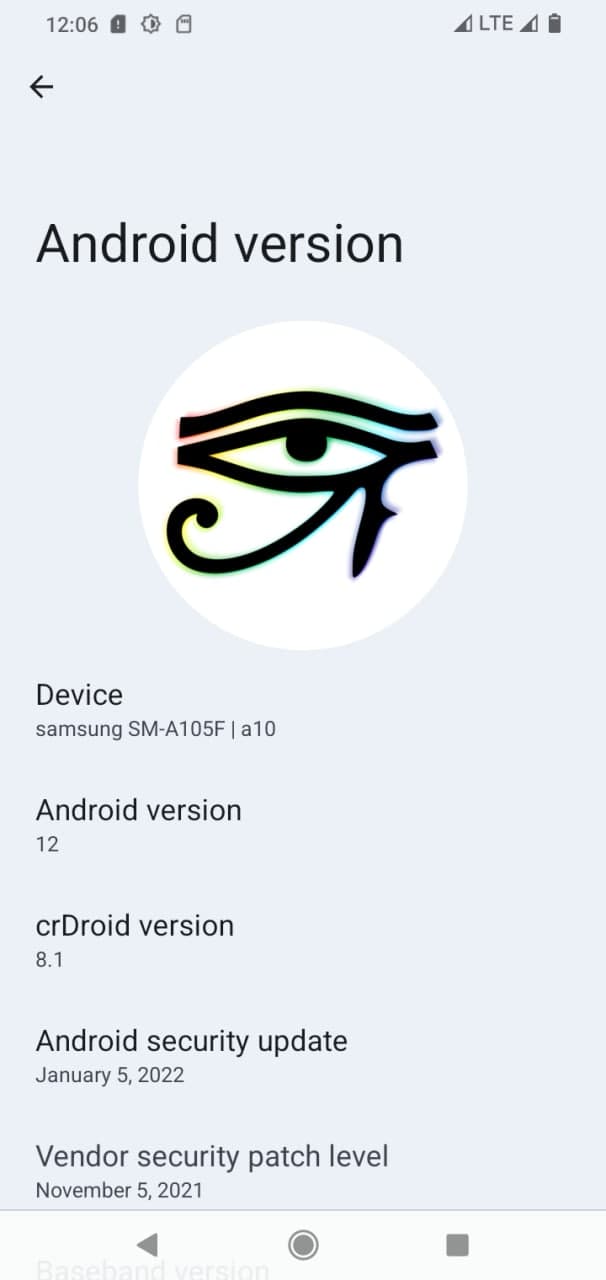 12:06 LTE
Android version
Device
samsung SM-A105F | a10
Android version
12
crDroid version
8.1
Android security update
January 5, 2022
Vendor security patch level
November 5, 2021
Baseband version